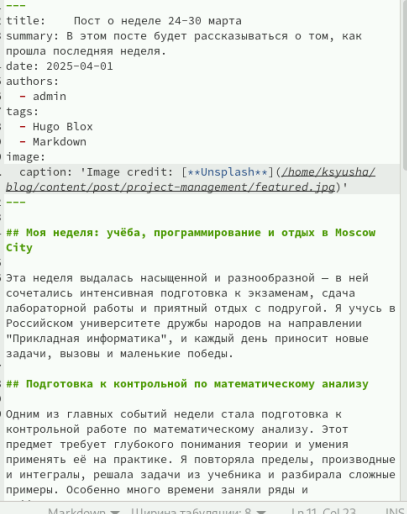 ---
title:    Пост о неделе 24-30 марта
summary: В этом посте будет рассказываться о том, как
прошла последняя неделя.
date: 2025-04-01
authors:
  - admin
tags:
  - Hugo Blox
  - Markdown
image:
  caption: 'Image credit: [**Unsplash**](/home/ksyusha/
blog/content/post/project-management/featured.jpg)'
---
## Моя неделя: учёба, программирование и отдых в Moscow
City
Эта неделя выдалась насыщенной и разнообразной — в ней
сочетались интенсивная подготовка к экзаменам, сдача
лабораторной работы и приятный отдых с подругой. Я учусь в
Российском университете дружбы народов на направлении
"Прикладная информатика", и каждый день приносит новые
задачи, вызовы и маленькие победы.
## Подготовка к контрольной по математическому анализу
Одним из главных событий недели стала подготовка к
контрольной работе по математическому анализу. Этот
предмет требует глубокого понимания теории и умения
применять её на практике. Я повторяла пределы, производные
и интегралы, решала задачи из учебника и разбирала сложные
примеры. Особенно много времени заняли ряды и
Markdown Ширина табуляции: 8 Ln 11, Col 23 INS